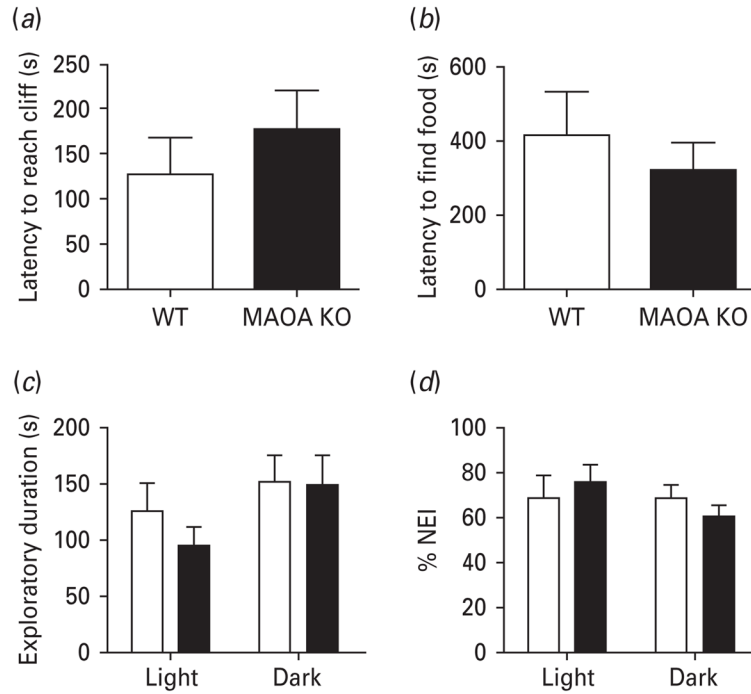 (a)
Latency to reach cliff (s)
250
200
150
100
50
0
WT MAOA KO
(b)
Latency to find food (s)
600
400
200
0
WT MAOA KO
(c)
Exploratory duration (s)
200
150
100
50
0
Light Dark
(d)
% NEI
100
80
60
40
20
0
Light Dark